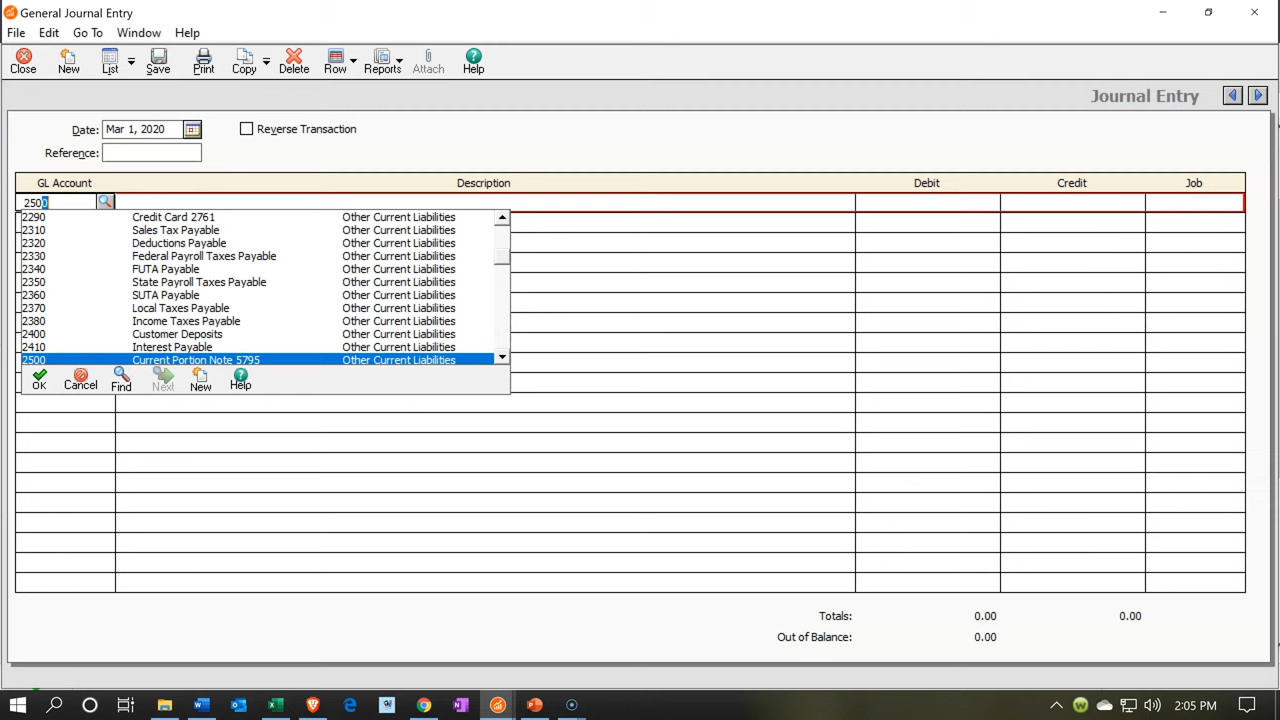 General Journal Entry
File Edit Go To Window Help
Close New List Save Print Copy Delete Row Reports Attach Help
Journal Entry
Date: Mar 1, 2020 Reverse Transaction
Reference:
GL Account Description Debit Credit Job
2500
2290 Credit Card 2761 Other Current Liabilities
2310 Sales Tax Payable Other Current Liabilities
2320 Deductions Payable Other Current Liabilities
2330 Federal Payroll Taxes Payable Other Current Liabilities
2340 FUTA Payable Other Current Liabilities
2350 State Payroll Taxes Payable Other Current Liabilities
2360 SUTA Payable Other Current Liabilities
2370 Local Taxes Payable Other Current Liabilities
2380 Income Taxes Payable Other Current Liabilities
2400 Customer Deposits Other Current Liabilities
2410 Interest Payable Other Current Liabilities
2500 Current Portion Note 5795 Other Current Liabilities
OK Cancel Find Next New Help
Totals: 0.00 0.00
Out of Balance: 0.00
2:05 PM